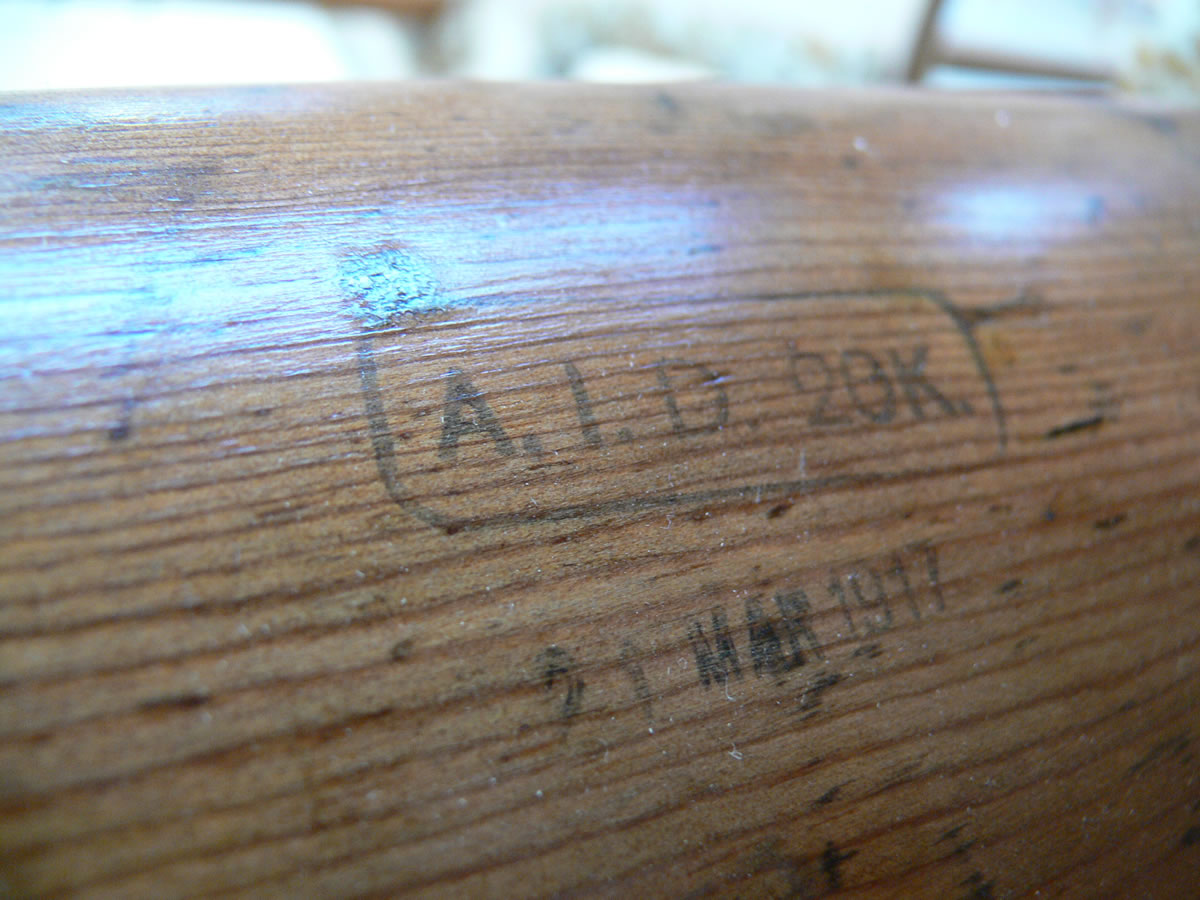 A. I. D. 20K.
21 MAR 1917